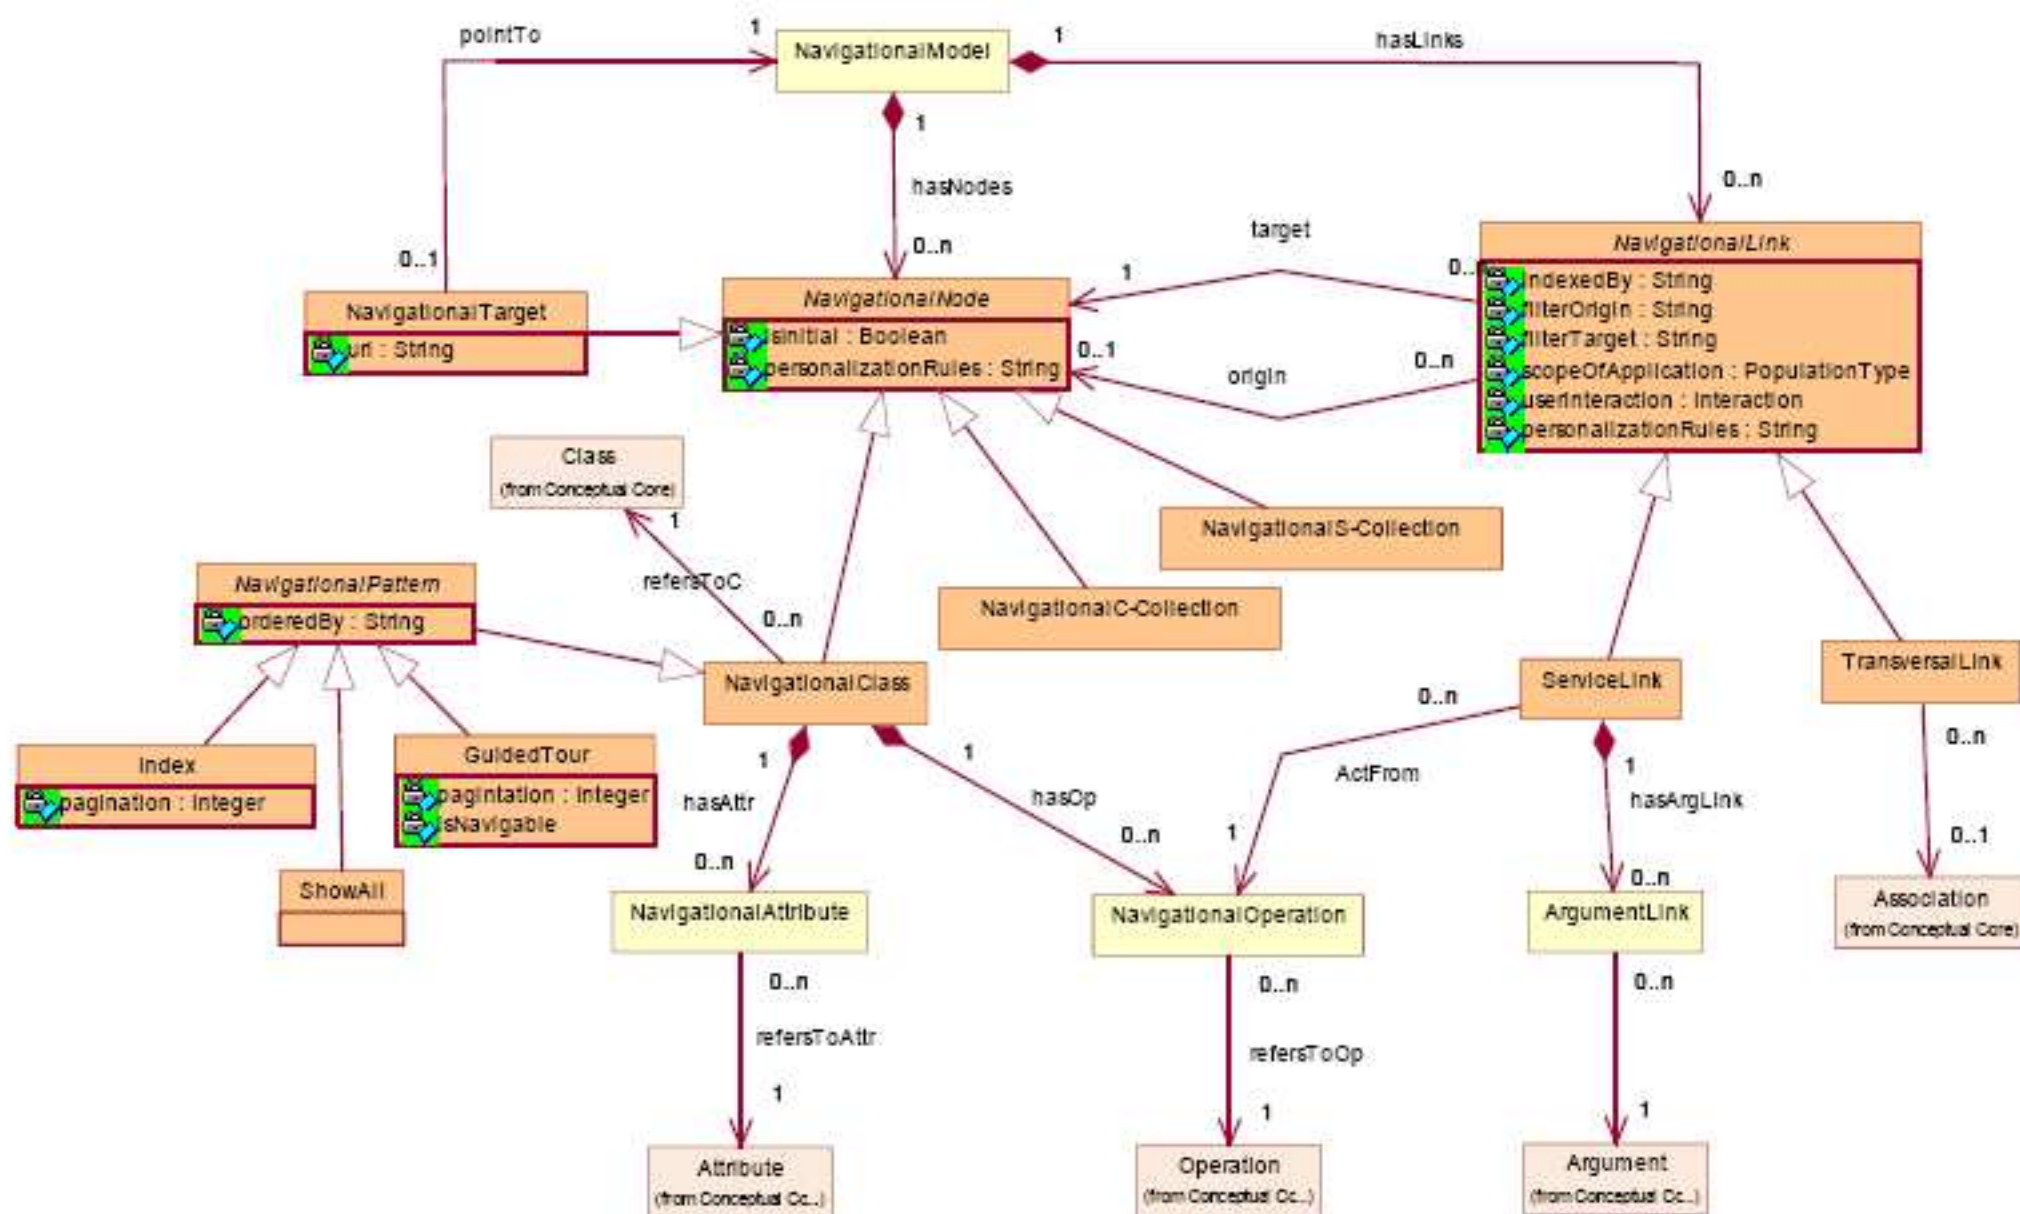 pointTo
1
NavigationalModel
1
hasLinks
1
hasNodes
0..n
0..n
0..1
NavigationalTarget
url : String
NavigationalNode
isInitial : Boolean
personalizationRules : String
target
1
origin
0..1
0..n
NavigationalLink
indexedBy : String
filterOrigin : String
filterTarget : String
scopeOfApplication : PopulationType
userInteraction : Interaction
personalizationRules : String
Class
(from Conceptual Core)
1
refersToC
0..n
NavigationalS-Collection
NavigationalC-Collection
NavigationalPattern
orderedBy : String
NavigationalClass
ServiceLink
TransversalLink
Index
pagination : Integer
GuidedTour
pagintation : Integer
isNavigable
ShowAll
1
hasAttr
0..n
1
hasOp
0..n
0..n
ActFrom
1
1
hasArgLink
0..n
0..n
0..1
NavigationalAttribute
NavigationalOperation
ArgumentLink
Association
(from Conceptual Core)
0..n
refersToAttr
1
0..n
refersToOp
1
0..n
1
Attribute
(from Conceptual Cc...)
Operation
(from Conceptual Cc...)
Argument
(from Conceptual Cc...)